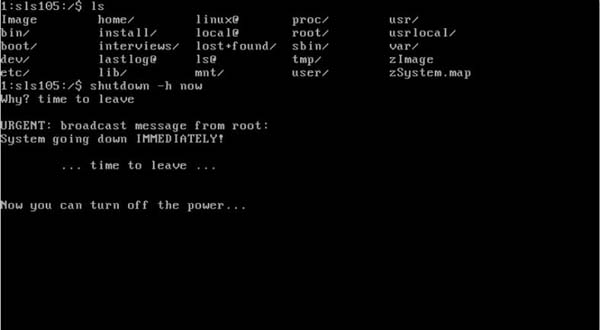 1:sls105:/$ ls
Image home/ linux@ proc/ usr/
bin/ install/ local@ root/ usrlocal/
boot/ interviews/ lost+found/ sbin/ var/
dev/ lastlog@ ls@ tmp/ zImage
etc/ lib/ mnt/ user/ zSystem.map
1:sls105:/$ shutdown -h now
Why? time to leave
URGENT: broadcast message from root:
System going down IMMEDIATELY!
... time to leave ...
Now you can turn off the power...